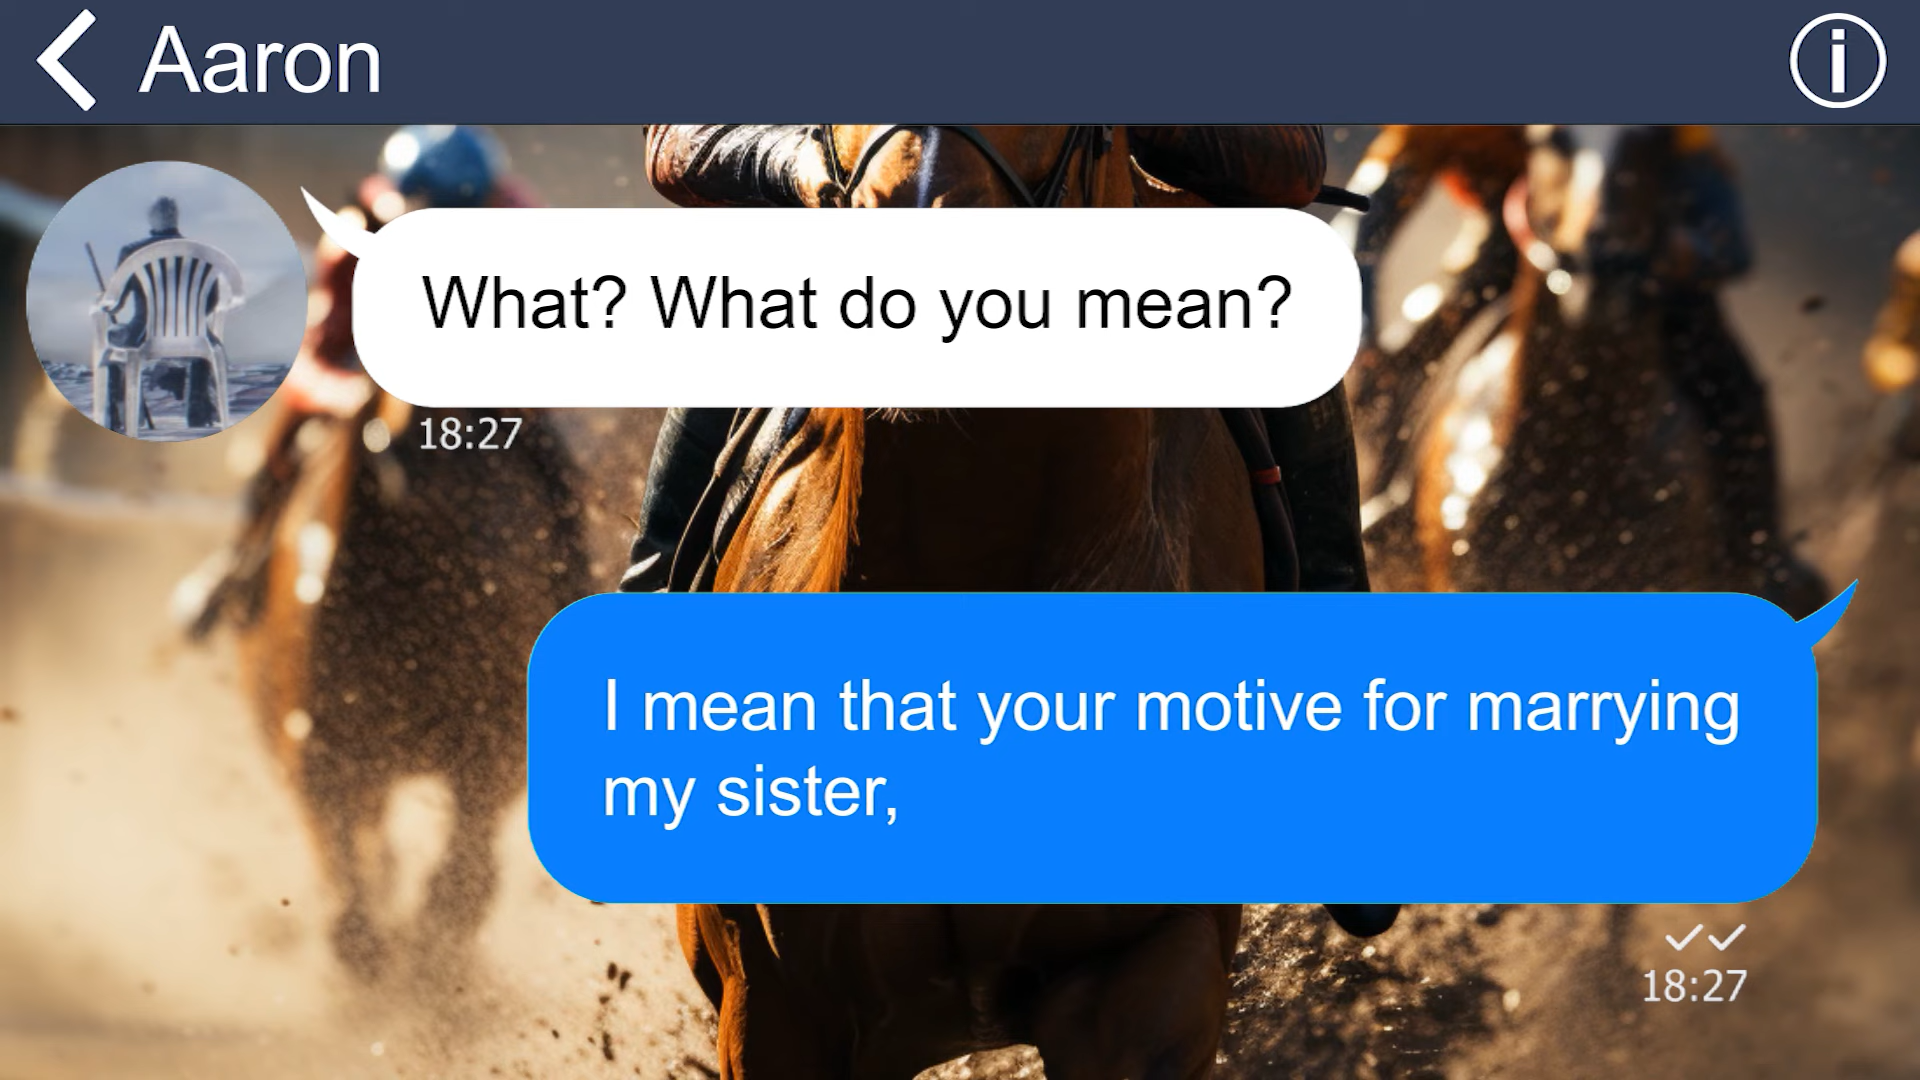 Aaron
What? What do you mean?
18:27
I mean that your motive for marrying
my sister,
18:27